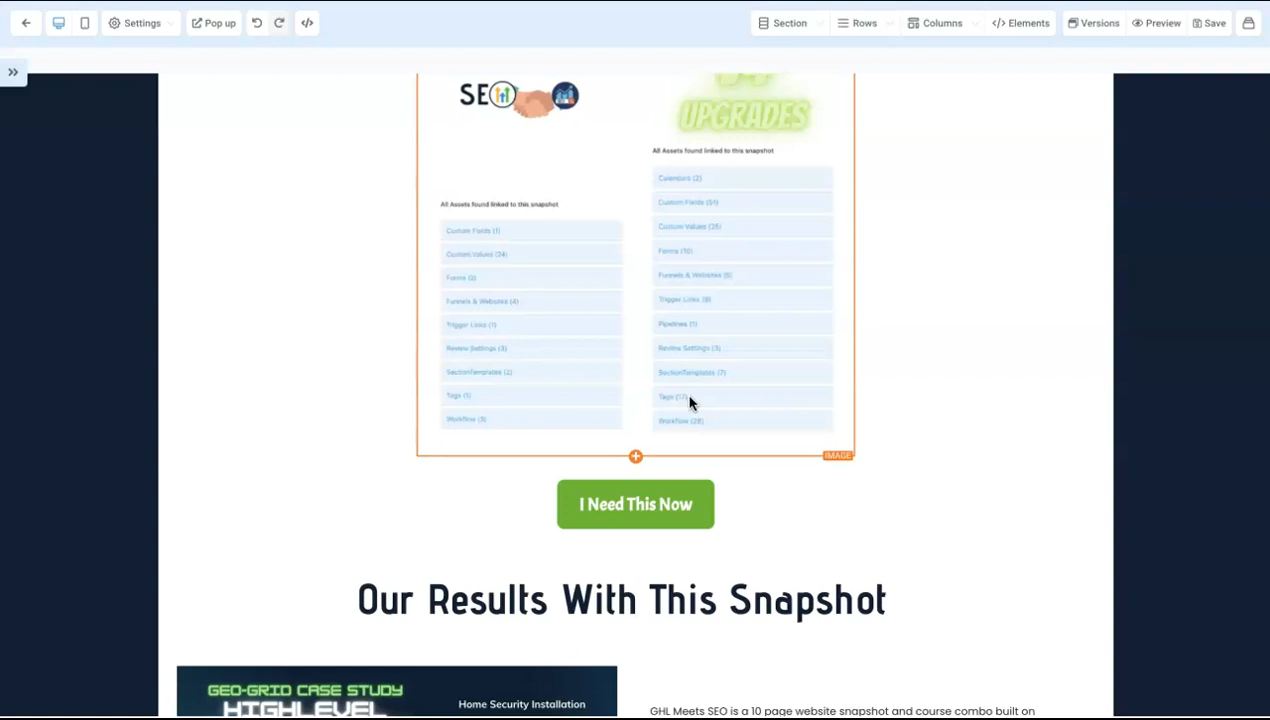 Settings
Pop up
Section
Rows
Columns
Elements
Versions
Preview
Save
SEO
UPGRADES
All Assets found linked to this snapshot
Calendars (2)
Custom Fields (51)
Custom Values (26)
Forms (10)
Funnels & Websites (5)
Trigger Links (8)
Pipelines (1)
Review Settings (3)
SectionTemplates (7)
Tags (17)
Workflow (28)
All Assets found linked to this snapshot
Custom Fields (1)
Custom Values (24)
Forms (2)
Funnels & Websites (4)
Trigger Links (1)
Review Settings (3)
SectionTemplates (2)
Tags (1)
Workflow (3)
IMAGE
I Need This Now
Our Results With This Snapshot
GEO-GRID CASE STUDY
HIGHLEVEL
Home Security Installation
GHL Meets SEO is a 10 page website snapshot and course combo built on